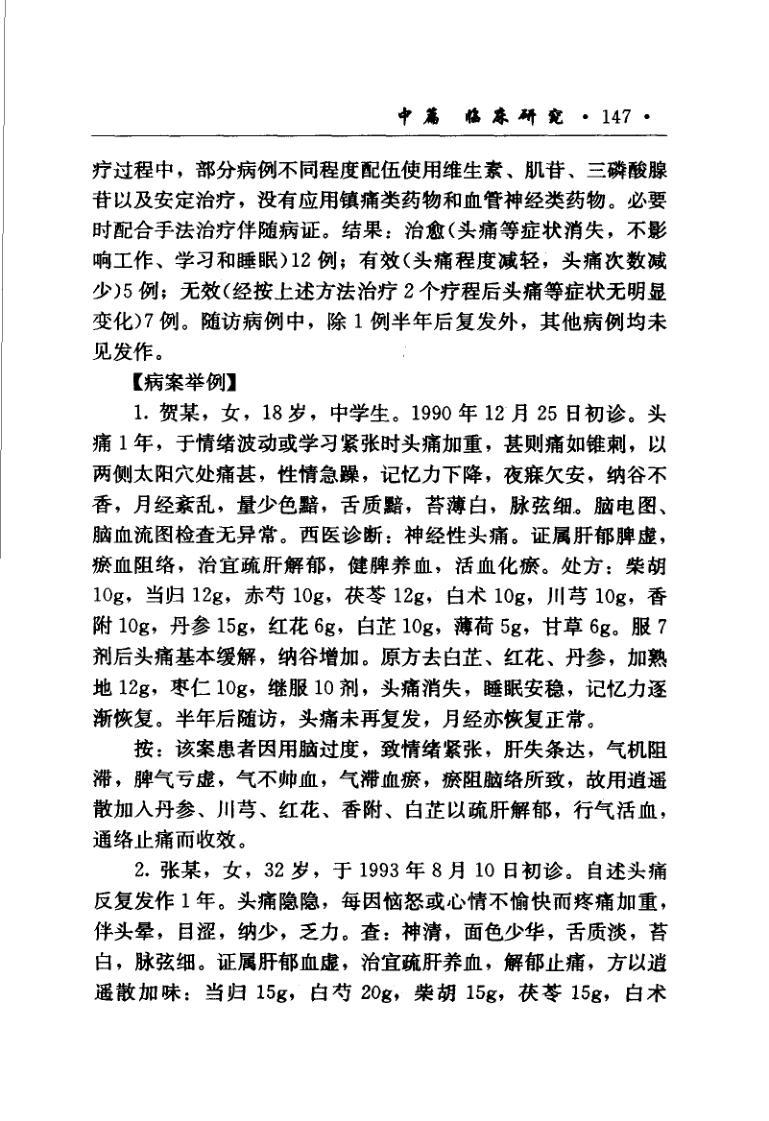 中篇 临床研究 · 147 ·
疗过程中，部分病例不同程度配伍使用维生素、肌苷、三磷酸腺
苷以及安定治疗，没有应用镇痛类药物和血管神经类药物。必要
时配合手法治疗伴随病证。结果：治愈(头痛等症状消失，不影
响工作、学习和睡眠)12 例；有效(头痛程度减轻，头痛次数减
少)5 例；无效(经按上述方法治疗 2 个疗程后头痛等症状无明显
变化)7 例。随访病例中，除 1 例半年后复发外，其他病例均未
见发作。
【病案举例】
1. 贺某，女，18 岁，中学生。1990 年 12 月 25 日初诊。头
痛 1 年，于情绪波动或学习紧张时头痛加重，甚则痛如锥刺，以
两侧太阳穴处痛甚，性情急躁，记忆力下降，夜寐欠安，纳谷不
香，月经紊乱，量少色黯，舌质黯，苔薄白，脉弦细。脑电图、
脑血流图检查无异常。西医诊断：神经性头痛。证属肝郁脾虚，
瘀血阻络，治宜疏肝解郁，健脾养血，活血化瘀。处方：柴胡
10g，当归 12g，赤芍 10g，茯苓 12g，白术 10g，川芎 10g，香
附 10g，丹参 15g，红花 6g，白芷 10g，薄荷 5g，甘草 6g。服 7
剂后头痛基本缓解，纳谷增加。原方去白芷、红花、丹参，加熟
地 12g，枣仁 10g，继服 10 剂，头痛消失，睡眠安稳，记忆力逐
渐恢复。半年后随访，头痛未再复发，月经亦恢复正常。
按：该案患者因用脑过度，致情绪紧张，肝失条达，气机阻
滞，脾气亏虚，气不帅血，气滞血瘀，瘀阻脑络所致，故用逍遥
散加入丹参、川芎、红花、香附、白芷以疏肝解郁，行气活血，
通络止痛而收效。
2. 张某，女，32 岁，于 1993 年 8 月 10 日初诊。自述头痛
反复发作 1 年。头痛隐隐，每因恼怒或心情不愉快而疼痛加重，
伴头晕，目涩，纳少，乏力。查：神清，面色少华，舌质淡，苔
白，脉弦细。证属肝郁血虚，治宜疏肝养血，解郁止痛，方以逍
遥散加味：当归 15g，白芍 20g，柴胡 15g，茯苓 15g，白术